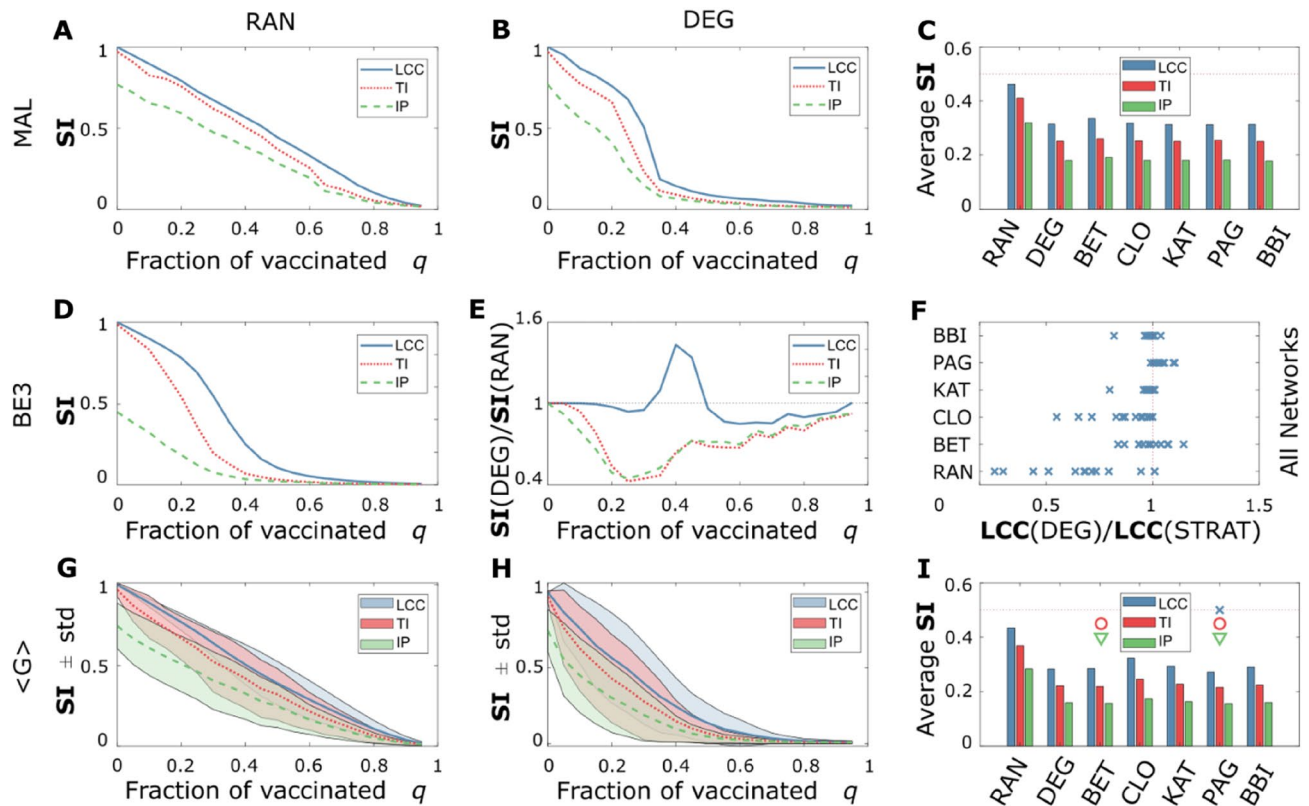 RAN
DEG
A
B
C
MAL
SI
1
0.5
0
LCC
TI
IP
0 0.2 0.4 0.6 0.8 1
Fraction of vaccinated q
SI
1
0.5
0
LCC
TI
IP
0 0.2 0.4 0.6 0.8 1
Fraction of vaccinated q
Average SI
0.6
0.4
0.2
0
LCC
TI
IP
RAN DEG BET CLO KAT PAG BBI
D
E
F
BE3
SI
1
0.5
0
LCC
TI
IP
0 0.2 0.4 0.6 0.8 1
Fraction of vaccinated q
SI(DEG)/SI(RAN)
1.6
1
0.4
LCC
TI
IP
0 0.2 0.4 0.6 0.8 1
Fraction of vaccinated q
BBI
PAG
KAT
CLO
BET
RAN
0.5 1 1.5
LCC(DEG)/LCC(STRAT)
All Networks
G
H
I
<G>
SI ± std
1
0.5
0
LCC
TI
IP
0 0.2 0.4 0.6 0.8 1
Fraction of vaccinated q
SI ± std
1
0.5
0
LCC
TI
IP
0 0.2 0.4 0.6 0.8 1
Fraction of vaccinated q
Average SI
0.6
0.4
0.2
0
LCC
TI
IP
RAN DEG BET CLO KAT PAG BBI